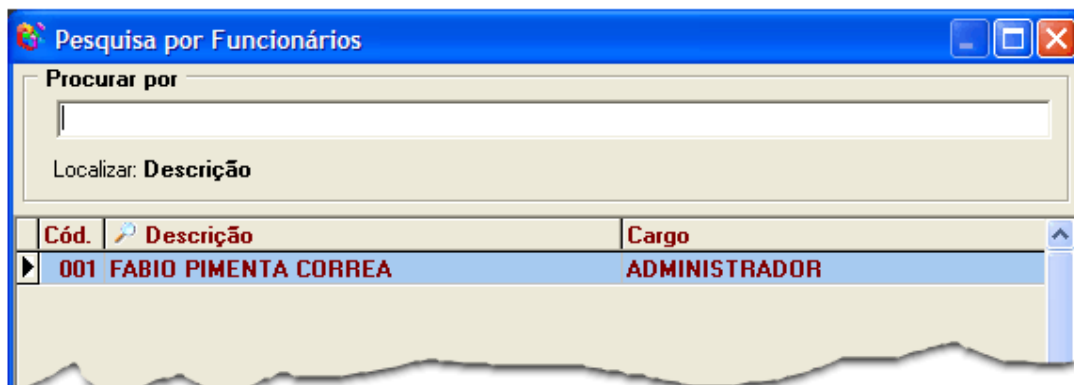 Pesquisa por Funcionários
Procurar por
Localizar: Descrição
Cód. Descrição Cargo
001 FABIO PIMENTA CORREA ADMINISTRADOR